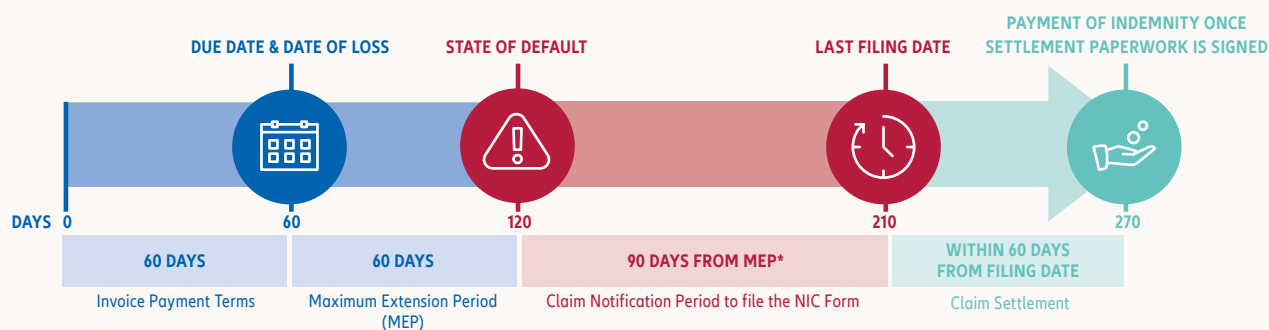 PAYMENT OF INDEMNITY ONCE
DUE DATE & DATE OF LOSS
STATE OF DEFAULT
LAST FILING DATE
SETTLEMENT PAPERWORK IS SIGNED
DAYS
0
60
120
210
270
60 DAYS
60 DAYS
90 DAYS FROM MEP*
WITHIN 60 DAYS
FROM FILING DATE
Invoice Payment Terms
Maximum Extension Period
(MEP)
Claim Notification Period to file the NIC Form
Claim Settlement